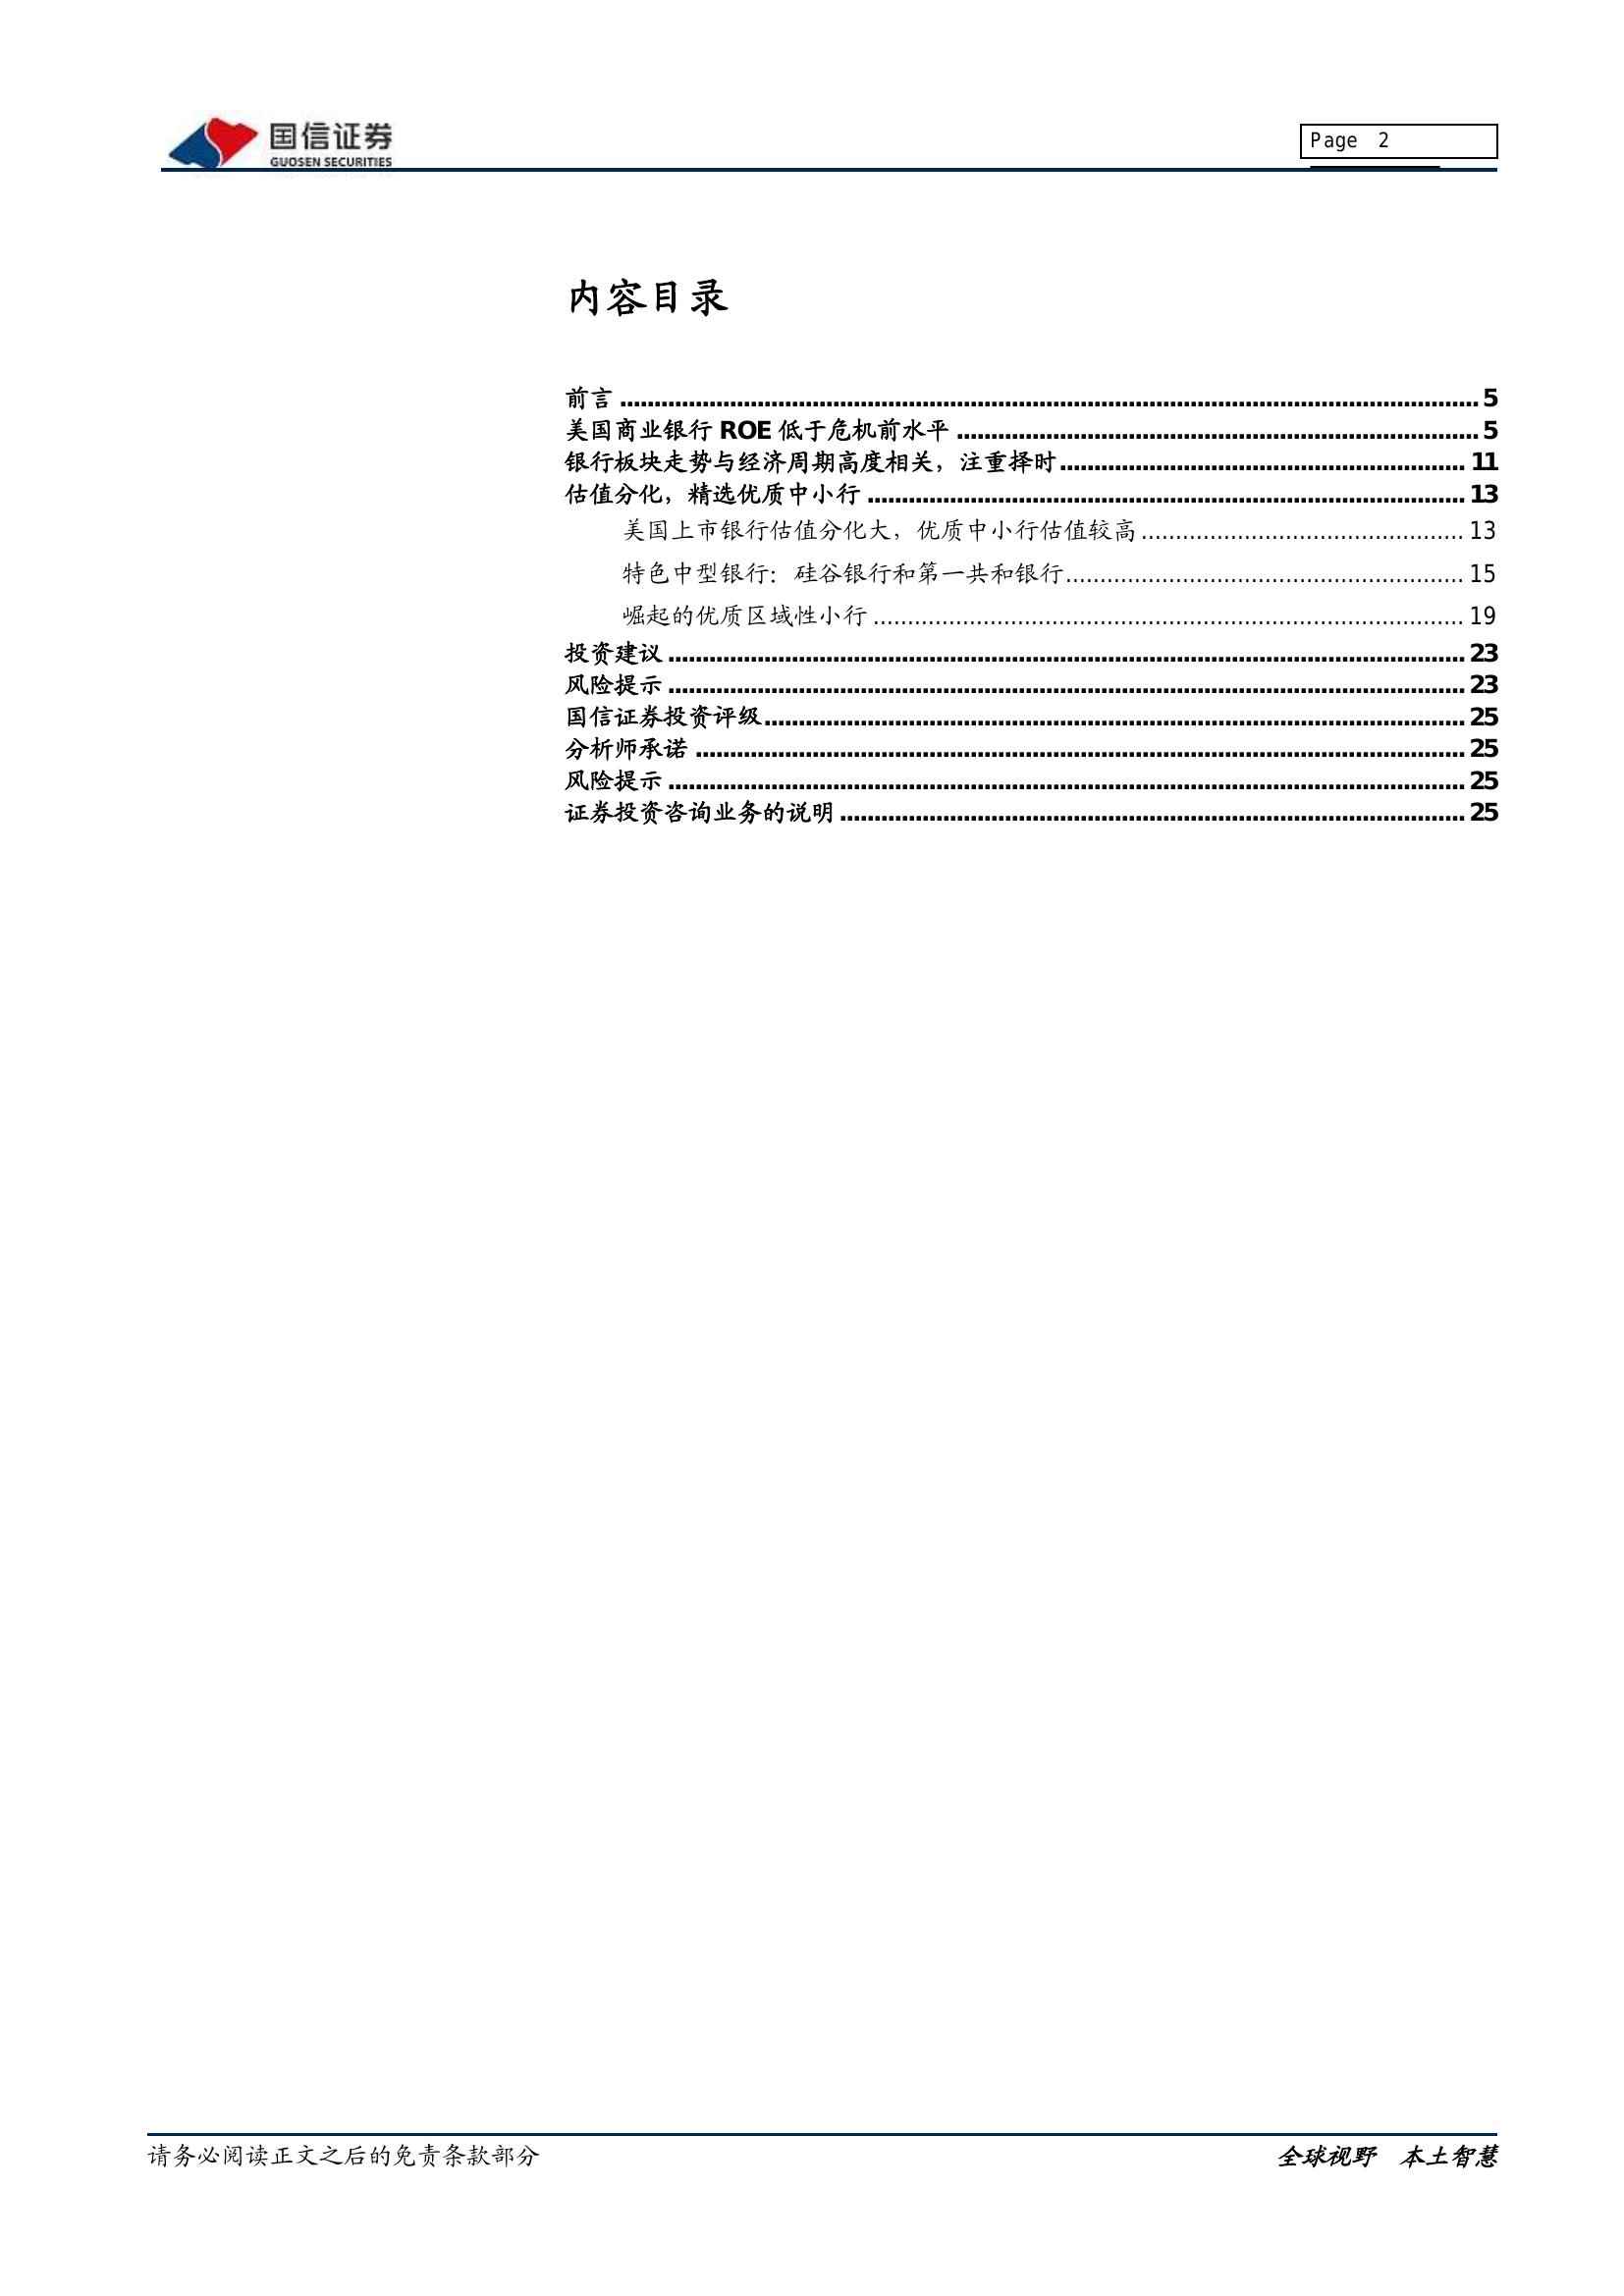 国信证券
GUOSEN SECURITIES
Page 2
内容目录
前言 ........................................ 5
美国商业银行 ROE 低于危机前水平 ........................................ 5
银行板块走势与经济周期高度相关，注重择时 ........................................ 11
估值分化，精选优质中小行 ........................................ 13
美国上市银行估值分化大，优质中小行估值较高 ........................................ 13
特色中型银行：硅谷银行和第一共和银行 ........................................ 15
崛起的优质区域性小行 ........................................ 19
投资建议 ........................................ 23
风险提示 ........................................ 23
国信证券投资评级 ........................................ 25
分析师承诺 ........................................ 25
风险提示 ........................................ 25
证券投资咨询业务的说明 ........................................ 25
请务必阅读正文之后的免责条款部分
全球视野 本土智慧